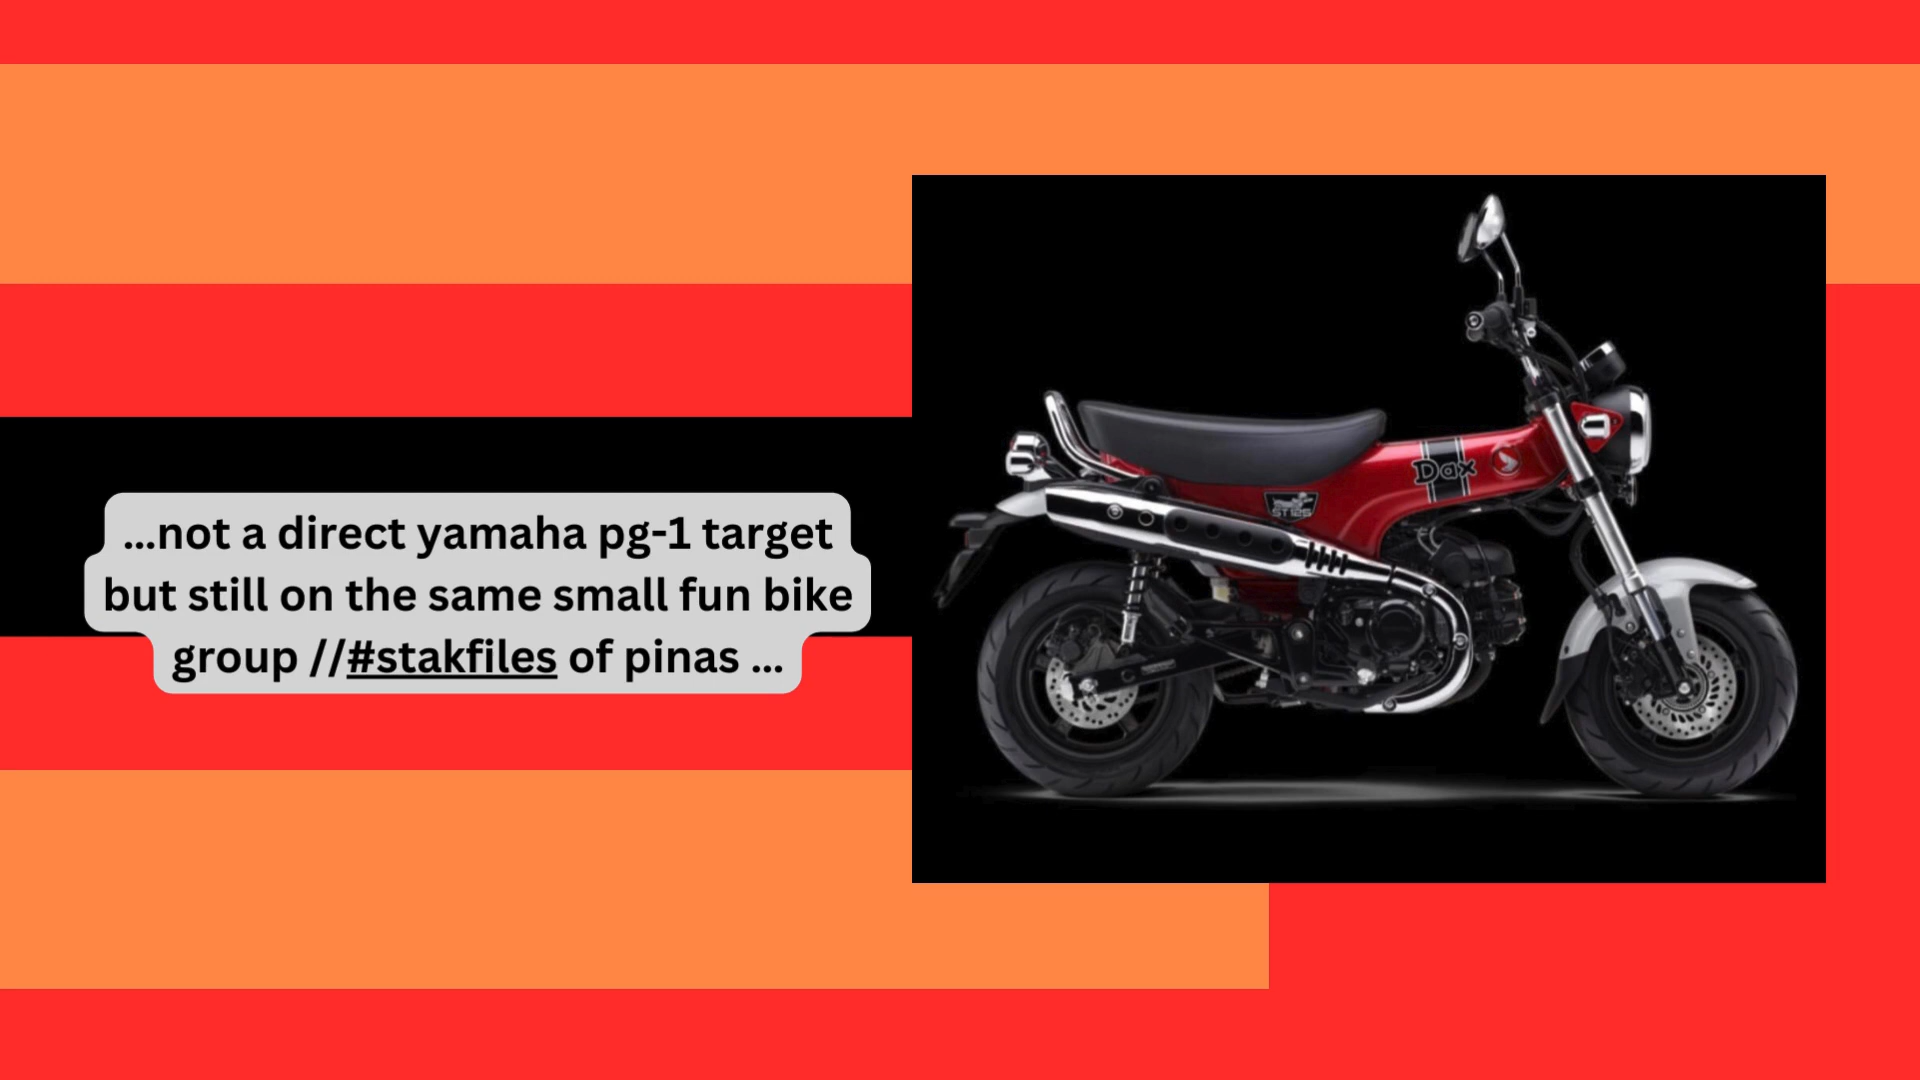 ...not a direct yamaha pg-1 target
but still on the same small fun bike
group //#stakfiles of pinas ...
Dax
ST125